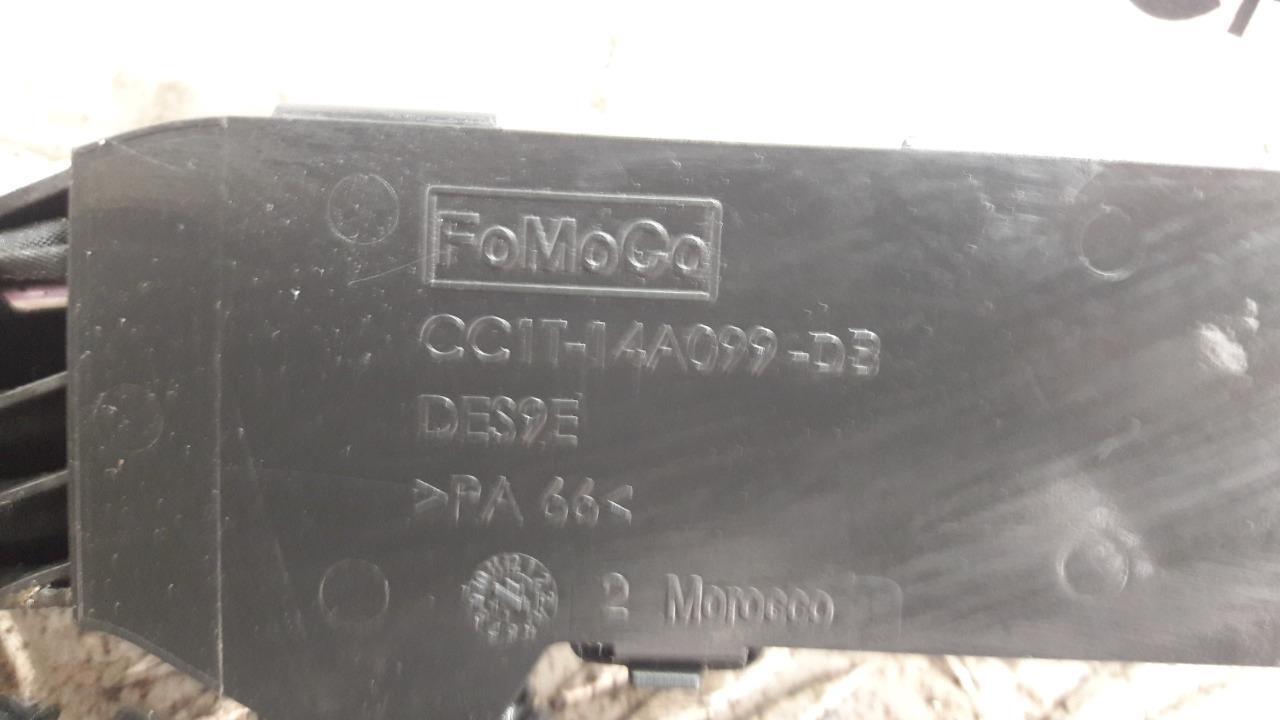 FoMoCo
CC1T-14A099-DB
DES9E
>PA 66<
2 Morocco